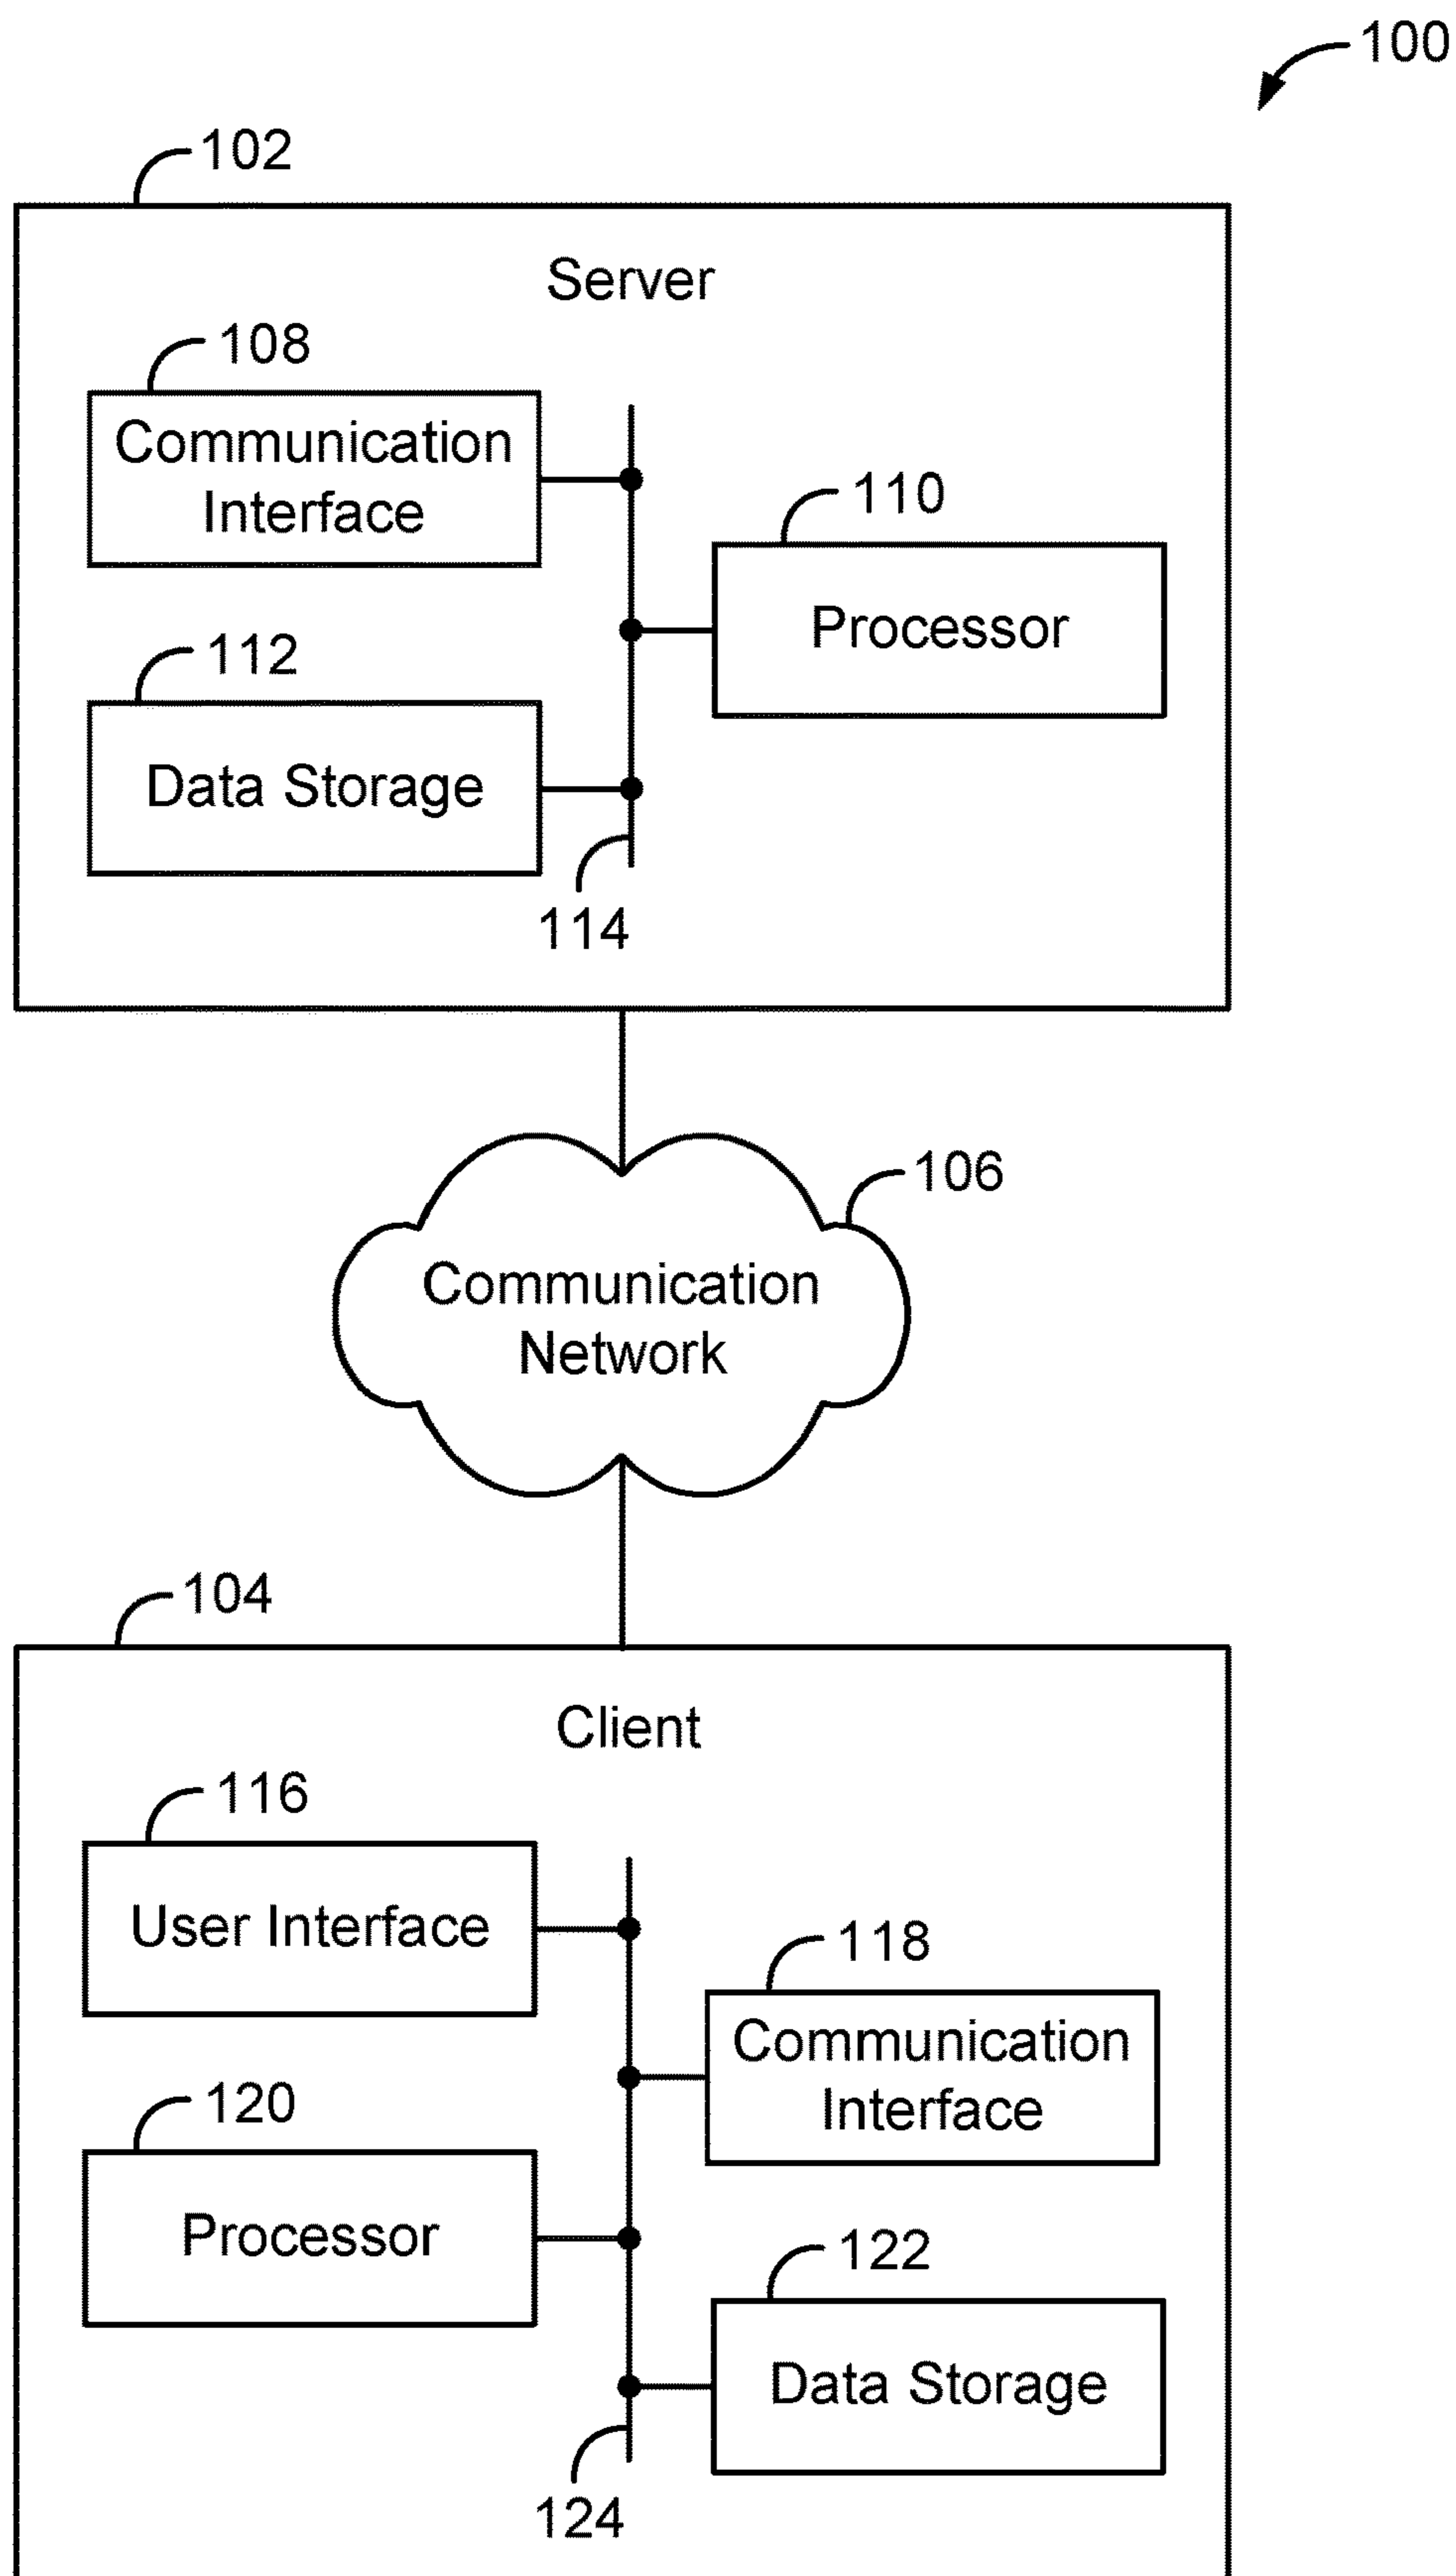 100
102
Server
108
Communication
Interface
110
Processor
112
Data Storage
114
106
Communication
Network
104
Client
116
User Interface
118
Communication
Interface
120
Processor
122
Data Storage
124